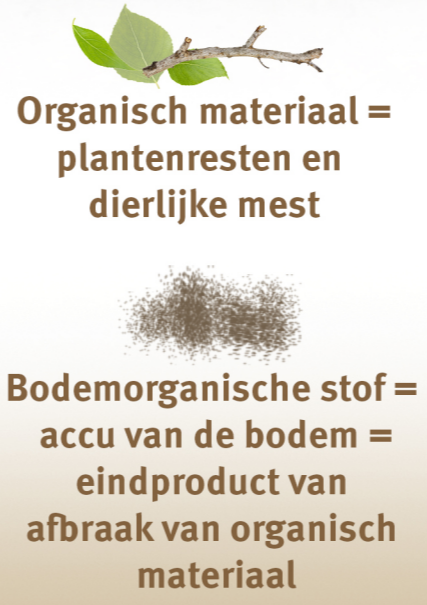 Organisch materiaal =
plantenresten en
dierlijke mest
Bodemorganische stof =
accu van de bodem =
eindproduct van
afbraak van organisch
materiaal